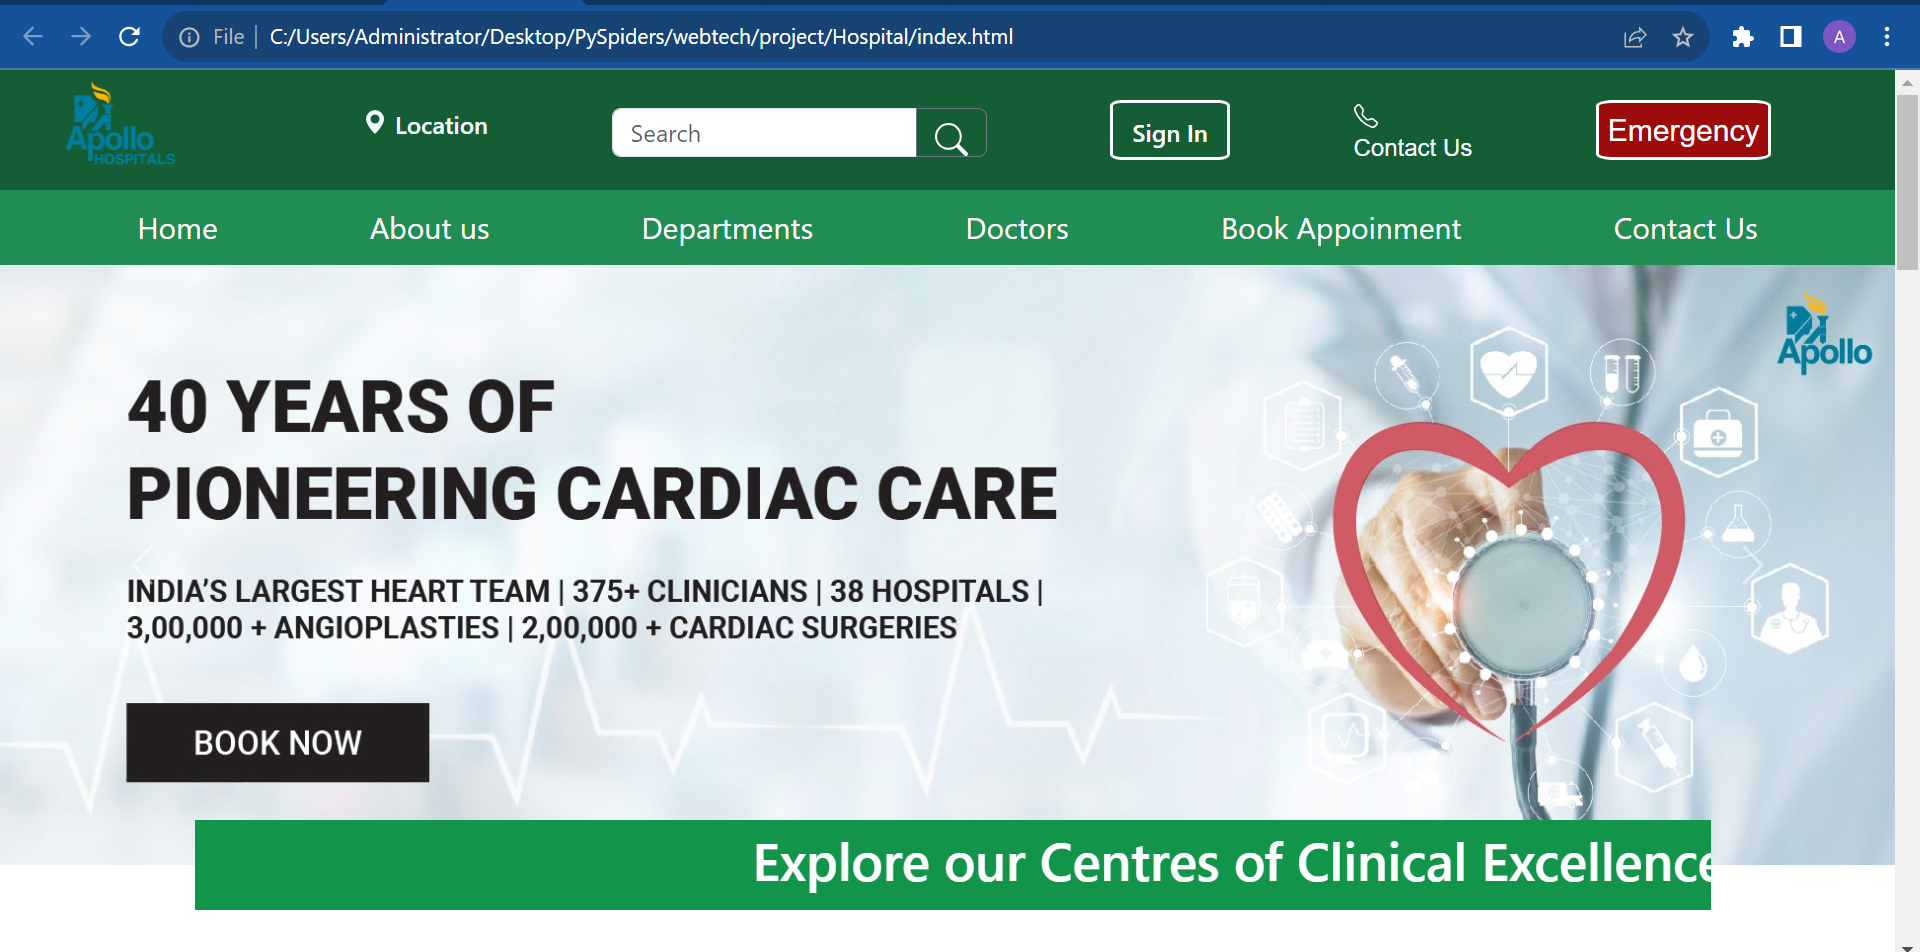 File
C:/Users/Administrator/Desktop/PySpiders/webtech/project/Hospital/index.html
A
Apollo
HOSPITALS
Location
Search
Sign In
Contact Us
Emergency
Home
About us
Departments
Doctors
Book Appoinment
Contact Us
Apollo
40 YEARS OF
PIONEERING CARDIAC CARE
INDIA’S LARGEST HEART TEAM | 375+ CLINICIANS | 38 HOSPITALS |
3,00,000 + ANGIOPLASTIES | 2,00,000 + CARDIAC SURGERIES
BOOK NOW
Explore our Centres of Clinical Excellence